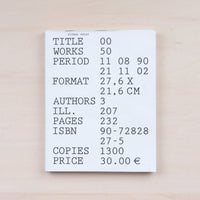 TITLE 00
WORKS 50
PERIOD 11 08 90
21 11 02
FORMAT 27,6 X
21,6 CM
AUTHORS 3
ILL. 207
PAGES 232
ISBN 90-72828
27-5
COPIES 1300
PRICE 30.00 €